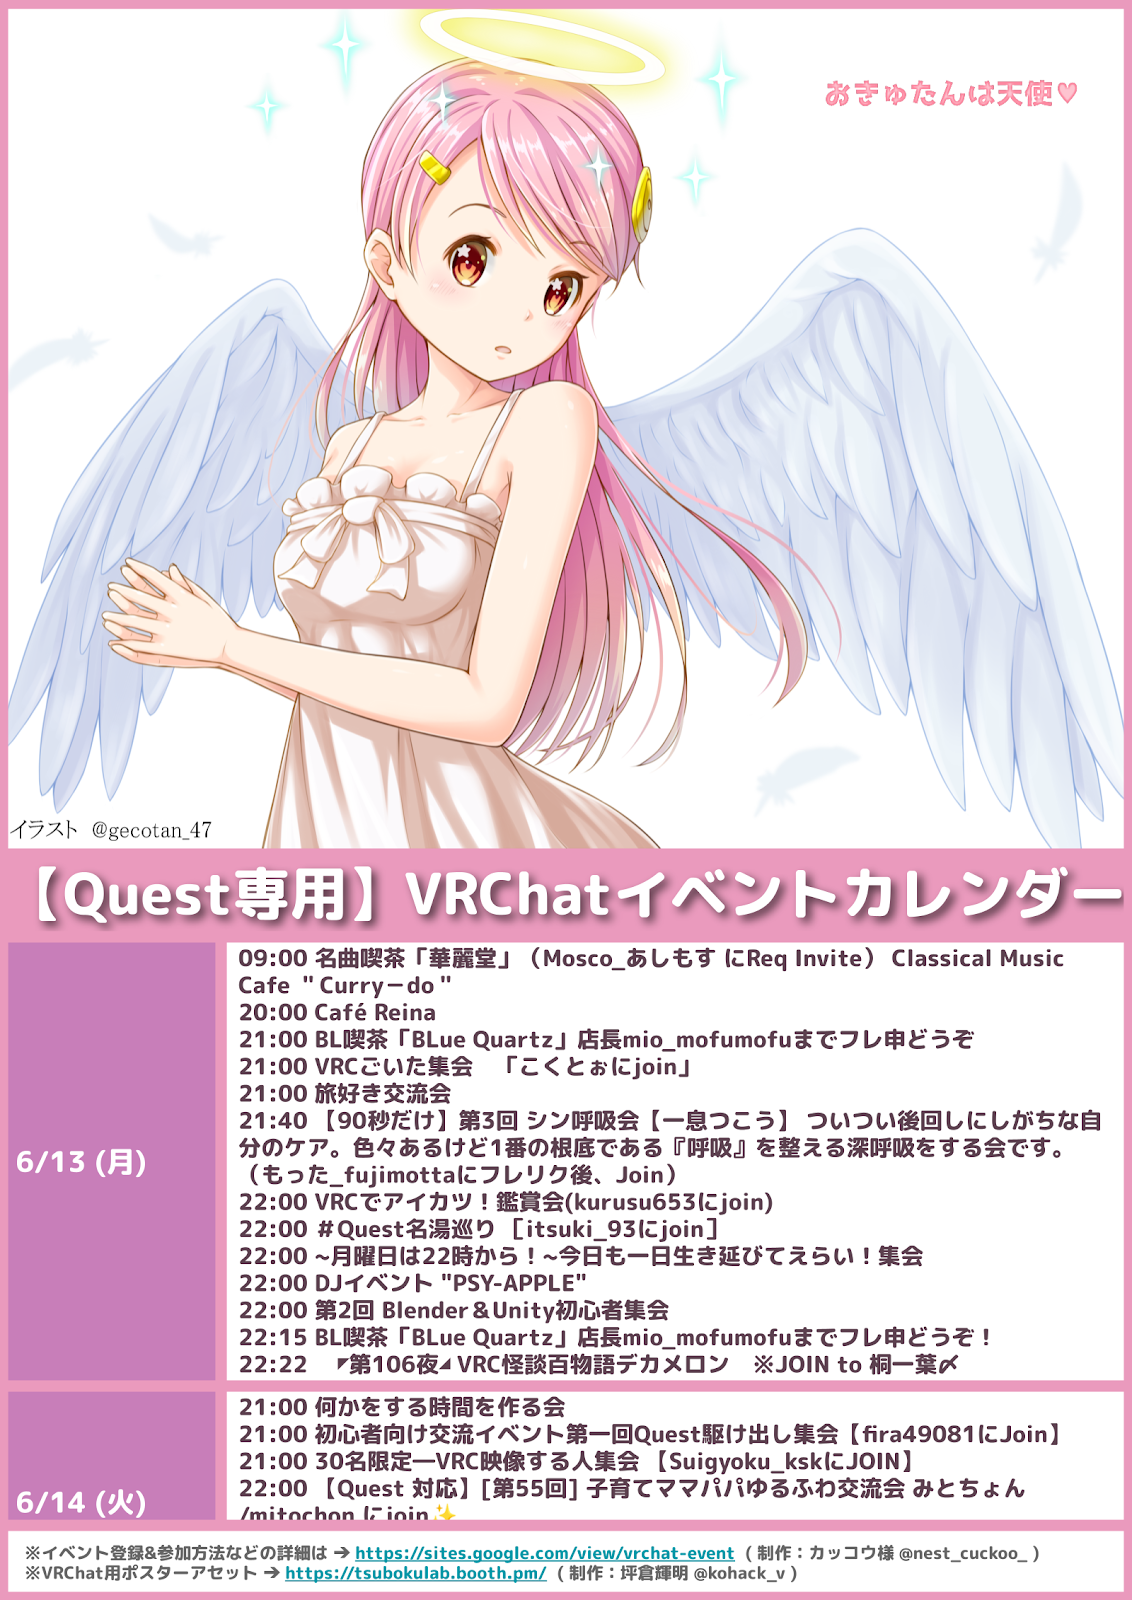 おきゅたんは天使♥
イラスト @gecotan_47
【Quest専用】VRChatイベントカレンダー
6/13 (月)
09:00 名曲喫茶「華麗堂」（Mosco_あしもす にReq Invite） Classical Music
Cafe ＂Curry－do＂
20:00 Café Reina
21:00 BL喫茶「BLue Quartz」店長mio_mofumofuまでフレ申どうぞ
21:00 VRCごいた集会　「こくとぉにjoin」
21:00 旅好き交流会
21:40 【90秒だけ】第3回 シン呼吸会【一息つこう】 ついつい後回しにしがちな自
分のケア。色々あるけど1番の根底である『呼吸』を整える深呼吸をする会です。
（もった_fujimottaにフレリク後、Join）
22:00 VRCでアイカツ！鑑賞会(kurusu653にjoin)
22:00 ＃Quest名湯巡り ［itsuki_93にjoin］
22:00 ~月曜日は22時から！~今日も一日生き延びてえらい！集会
22:00 DJイベント "PSY-APPLE"
22:00 第2回 Blender＆Unity初心者集会
22:15 BL喫茶「BLue Quartz」店長mio_mofumofuまでフレ申どうぞ！
22:22 　◤第106夜◢ VRC怪談百物語デカメロン　※JOIN to 桐一葉〆
6/14 (火)
21:00 何かをする時間を作る会
21:00 初心者向け交流イベント第一回Quest駆け出し集会【fira49081にJoin】
21:00 30名限定―VRC映像する人集会 【Suigyoku_kskにJOIN】
22:00 【Quest 対応】[第55回] 子育てママパパゆるふわ交流会 みとちょん
/mitochon にjoin✨
※イベント登録&参加方法などの詳細は ➔ https://sites.google.com/view/vrchat-event ( 制作：カッコウ様 @nest_cuckoo_ )
※VRChat用ポスターアセット ➔ https://tsubokulab.booth.pm/ ( 制作：坪倉輝明 @kohack_v )